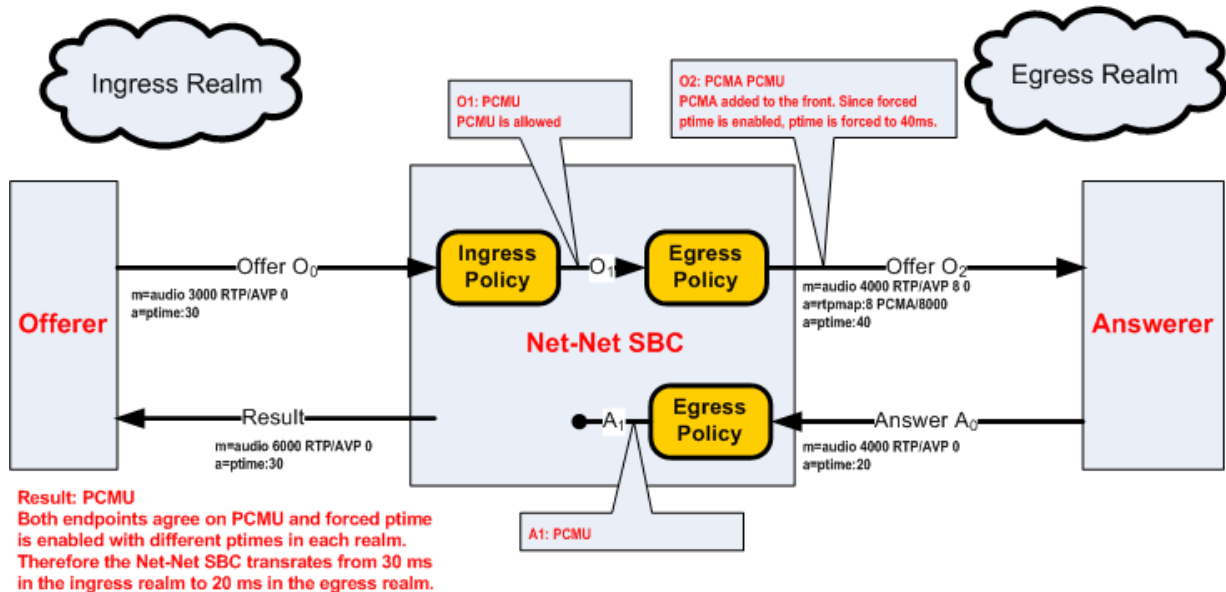 Ingress Realm
Egress Realm
O1: PCMU
PCMU is allowed
O2: PCMA PCMU
PCMA added to the front. Since forced
ptime is enabled, ptime is forced to 40ms.
Offerer
Offer O0
m=audio 3000 RTP/AVP 0
a=ptime:30
Ingress
Policy
O1
Egress
Policy
Offer O2
m=audio 4000 RTP/AVP 8 0
a=rtpmap:8 PCMA/8000
a=ptime:40
Answerer
Net-Net SBC
Result
m=audio 6000 RTP/AVP 0
a=ptime:30
A1
Egress
Policy
Answer A0
m=audio 4000 RTP/AVP 0
a=ptime:20
A1: PCMU
Result: PCMU
Both endpoints agree on PCMU and forced ptime
is enabled with different ptimes in each realm.
Therefore the Net-Net SBC transrates from 30 ms
in the ingress realm to 20 ms in the egress realm.